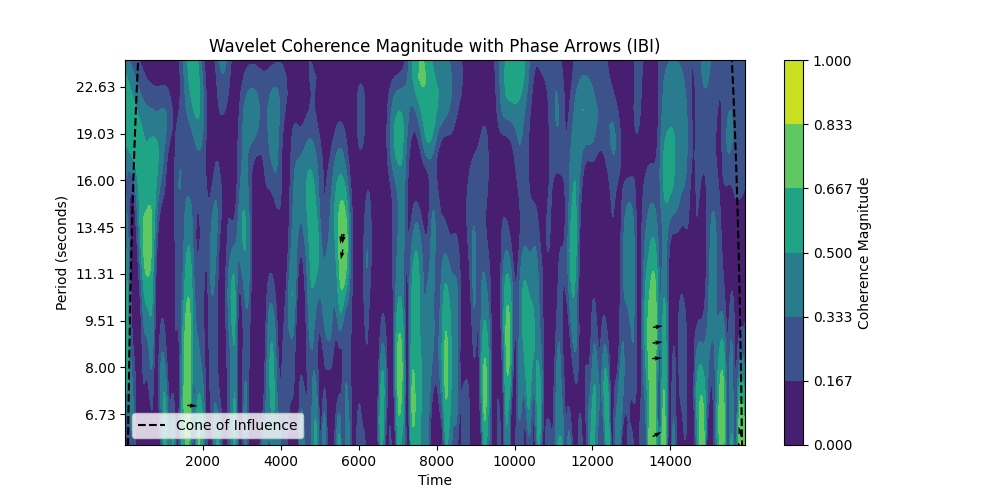 Wavelet Coherence Magnitude with Phase Arrows (IBI)
Period (seconds)
22.63
19.03
16.00
13.45
11.31
9.51
8.00
6.73
Cone of Influence
2000 4000 6000 8000 10000 12000 14000
Time
1.000
0.833
0.667
0.500
0.333
0.167
0.000
Coherence Magnitude